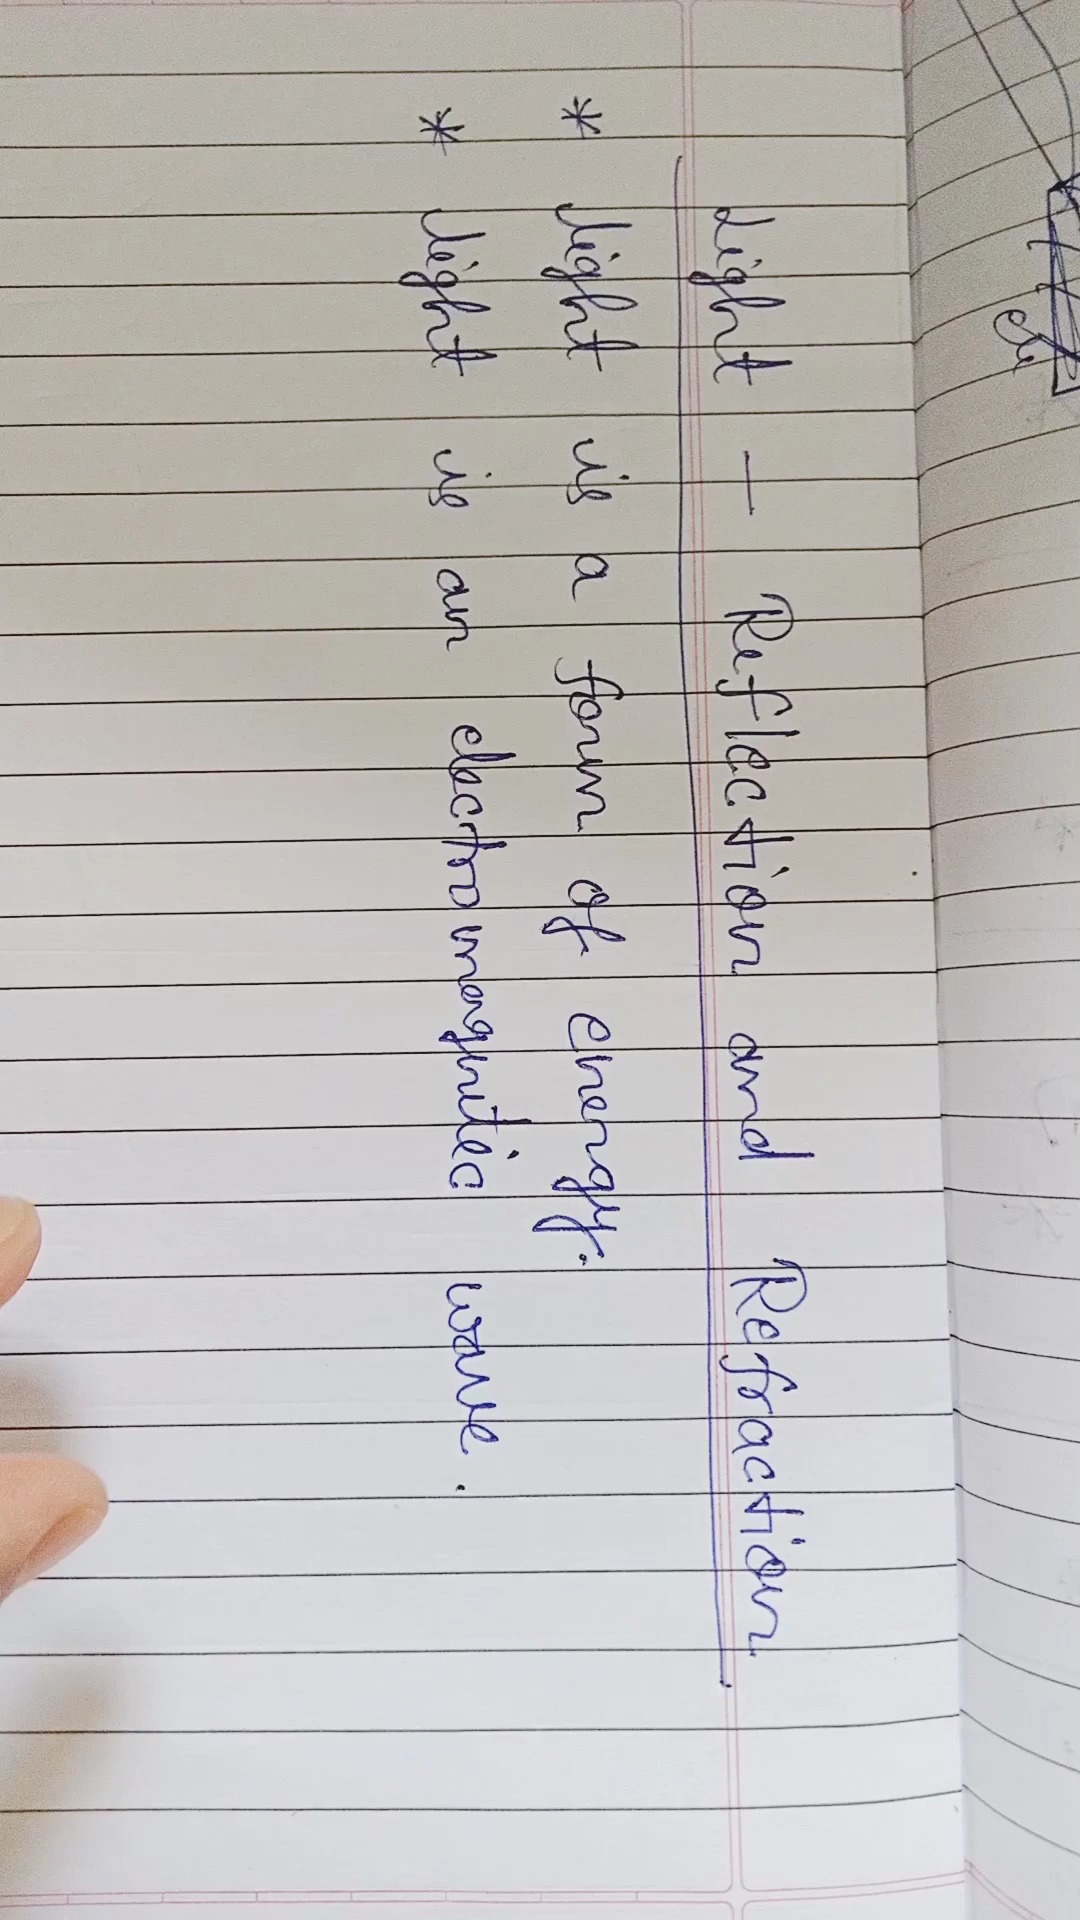 Light — Reflection and Refraction
* Light is a form of energy.
* Light is an electromagnetic wave.